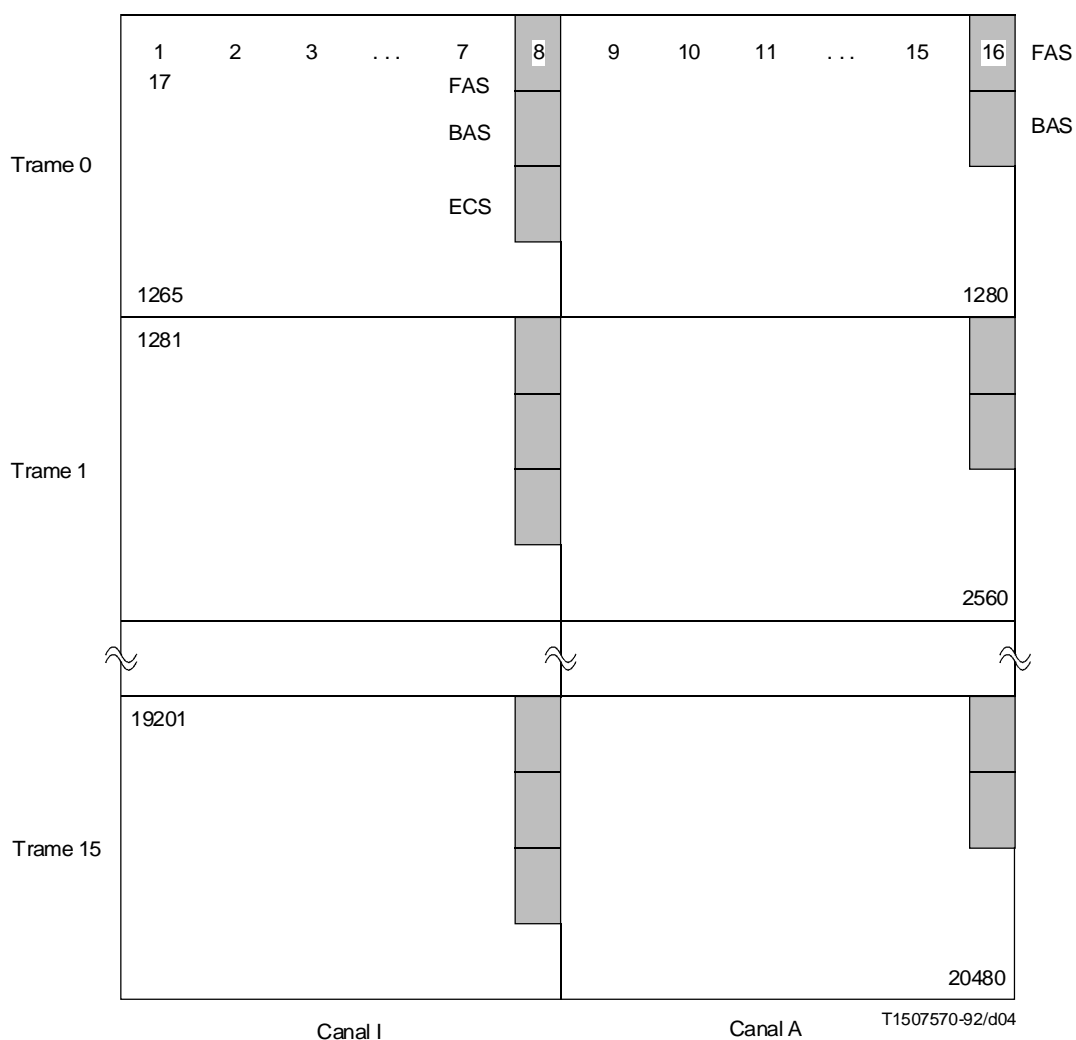 1 2 3 ... 7 8 9 10 11 ... 15 16 FAS
17 FAS
BAS BAS
Trame 0
ECS
1265 1280
1281
Trame 1
2560
19201
Trame 15
20480
Canal I Canal A T1507570-92/d04